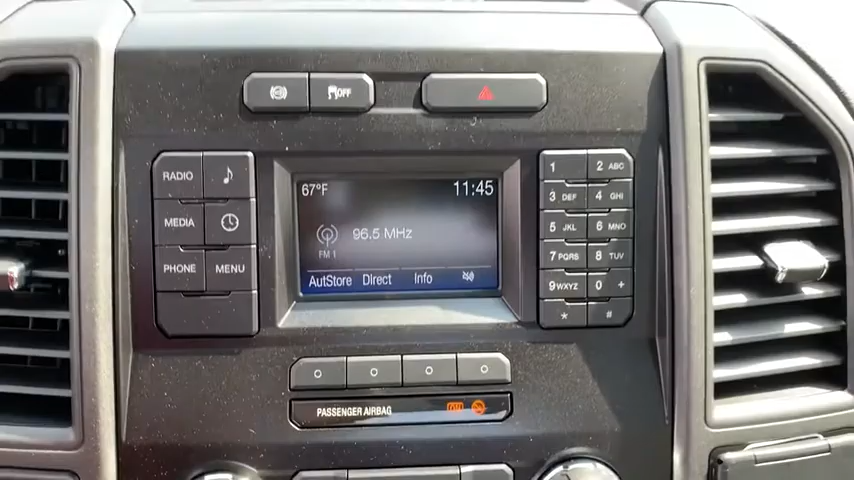 OFF
RADIO
MEDIA
PHONE MENU
67°F 11:45
96.5 MHz
FM 1
AutStore Direct Info
1 2 ABC
3 DEF 4 GHI
5 JKL 6 MNO
7 PQRS 8 TUV
9 WXYZ 0 +
* #
PASSENGER AIRBAG ON